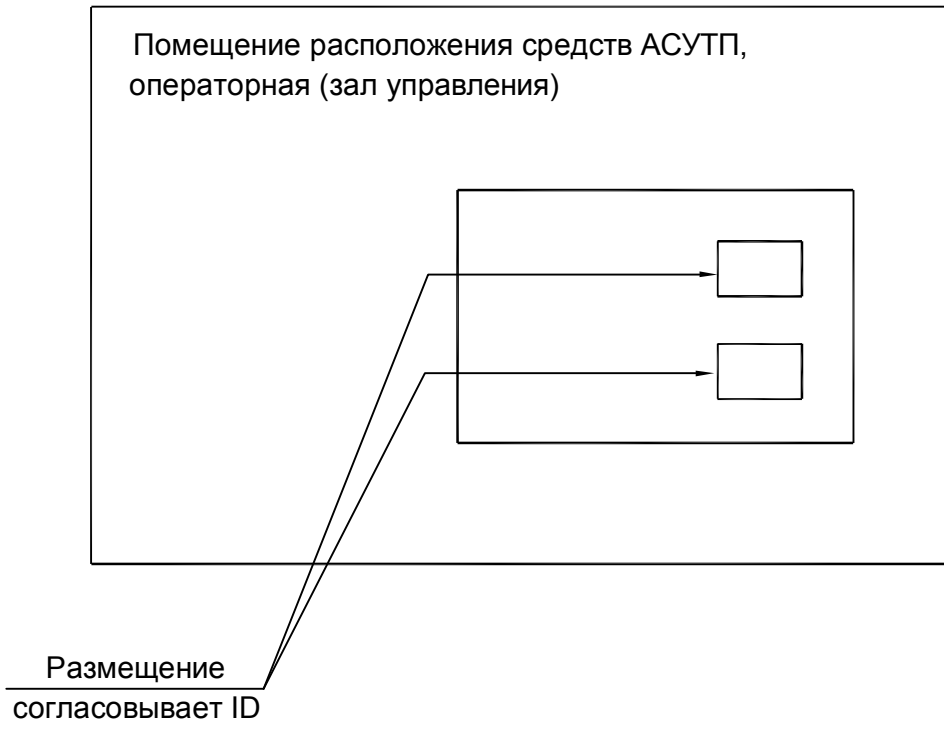 Помещение расположения средств АСУТП,
операторная (зал управления)
Размещение
согласовывает ID